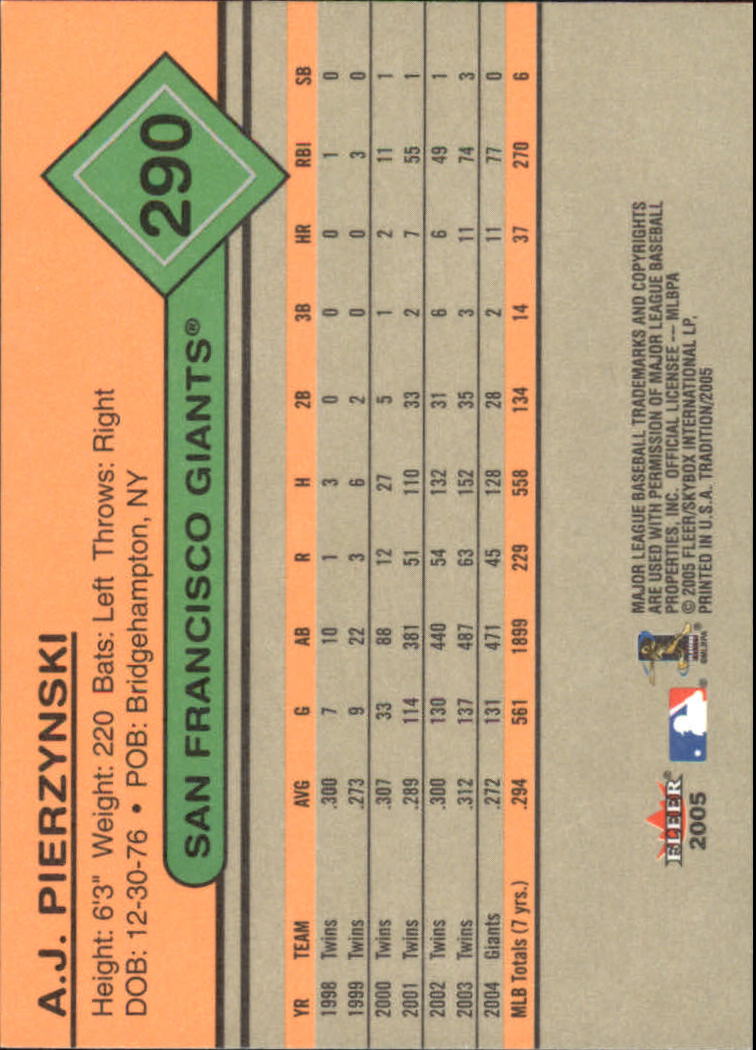 A.J. PIERZYNSKI
Height: 6'3" Weight: 220 Bats: Left Throws: Right
DOB: 12-30-76 • POB: Bridgehampton, NY
SAN FRANCISCO GIANTS®
290
YR TEAM AVG G AB R H 2B 3B HR RBI SB
1998 Twins .300 7 10 1 3 0 0 0 1 0
1999 Twins .273 9 22 3 6 2 0 0 3 0
2000 Twins .307 33 88 12 27 5 1 2 11 1
2001 Twins .289 114 381 51 110 33 2 7 55 1
2002 Twins .300 130 440 54 132 31 6 6 49 1
2003 Twins .312 137 487 63 152 35 3 11 74 3
2004 Giants .272 131 471 45 128 28 2 11 77 0
MLB Totals (7 yrs.) .294 561 1899 229 558 134 14 37 270 6
FLEER®
2005
®
®
©MLBPA
MAJOR LEAGUE BASEBALL TRADEMARKS AND COPYRIGHTS
ARE USED WITH PERMISSION OF MAJOR LEAGUE BASEBALL
PROPERTIES, INC. OFFICIAL LICENSEE -- MLBPA
© 2005 FLEER/SKYBOX INTERNATIONAL LP,
PRINTED IN U.S.A. TRADITION/2005